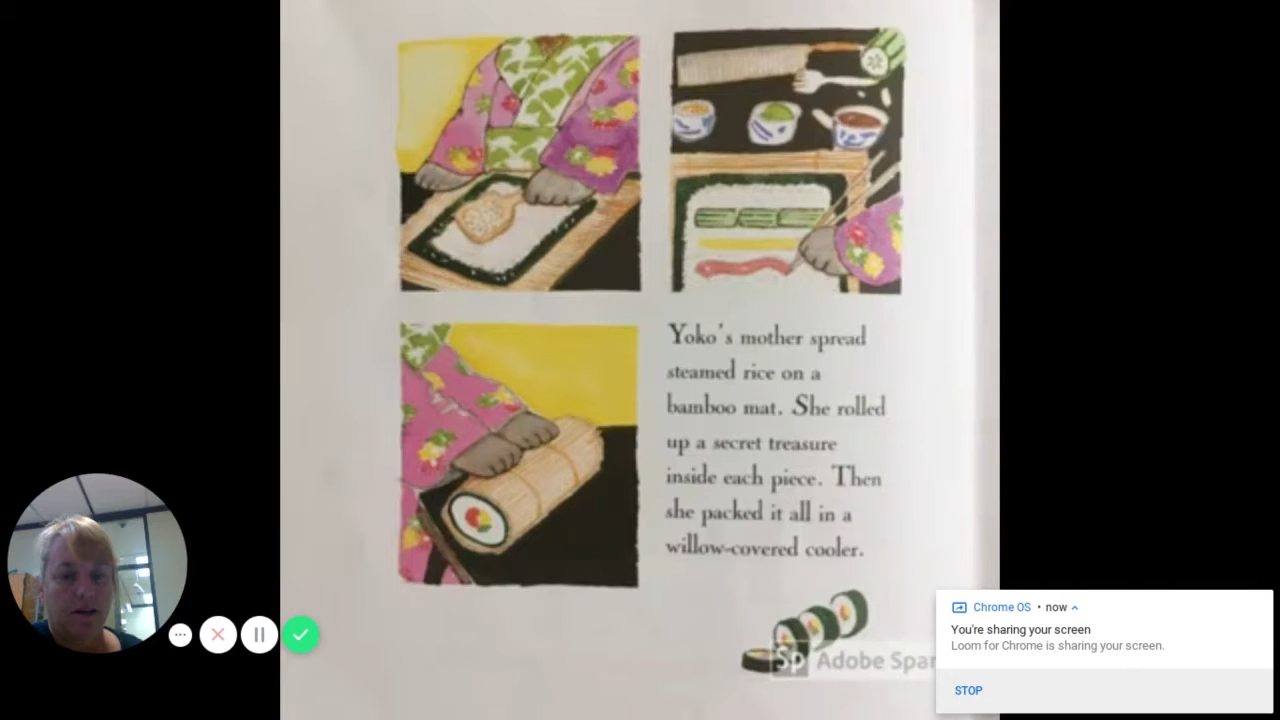 Yoko's mother spread
steamed rice on a
bamboo mat. She rolled
up a secret treasure
inside each piece. Then
she packed it all in a
willow-covered cooler.
Sp Adobe Spar
Chrome OS • now
You're sharing your screen
Loom for Chrome is sharing your screen.
STOP